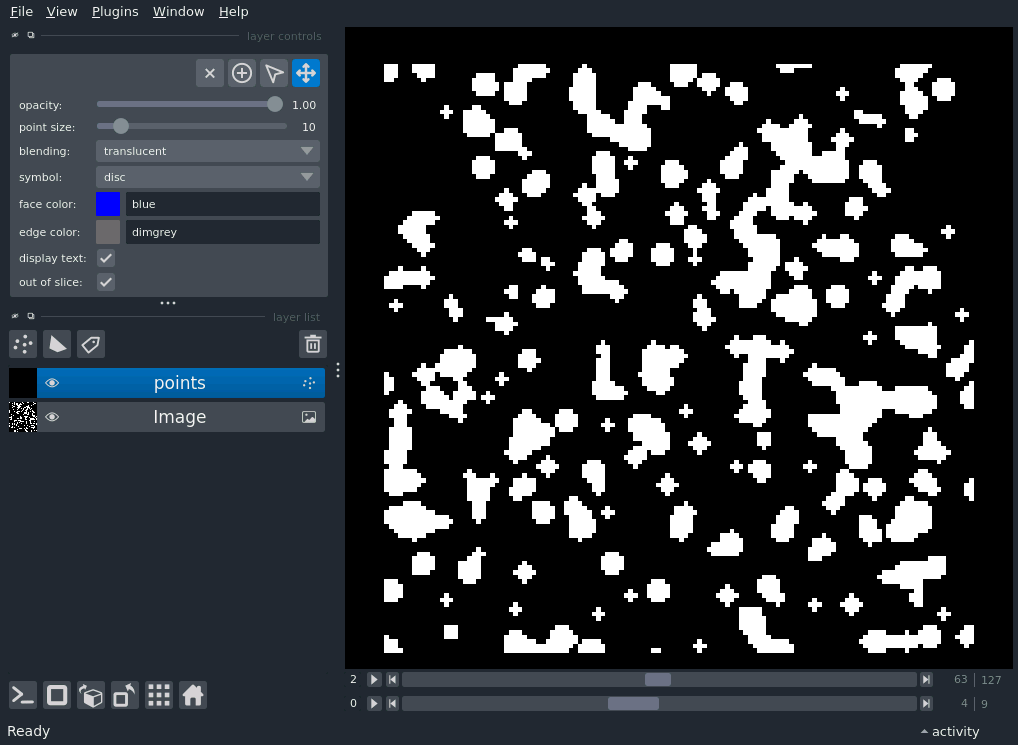 File View Plugins Window Help
layer controls
opacity: 1.00
point size: 10
blending: translucent
symbol: disc
face color: blue
edge color: dimgrey
display text:
out of slice:
layer list
points
Image
2 63 127
0 4 9
Ready activity